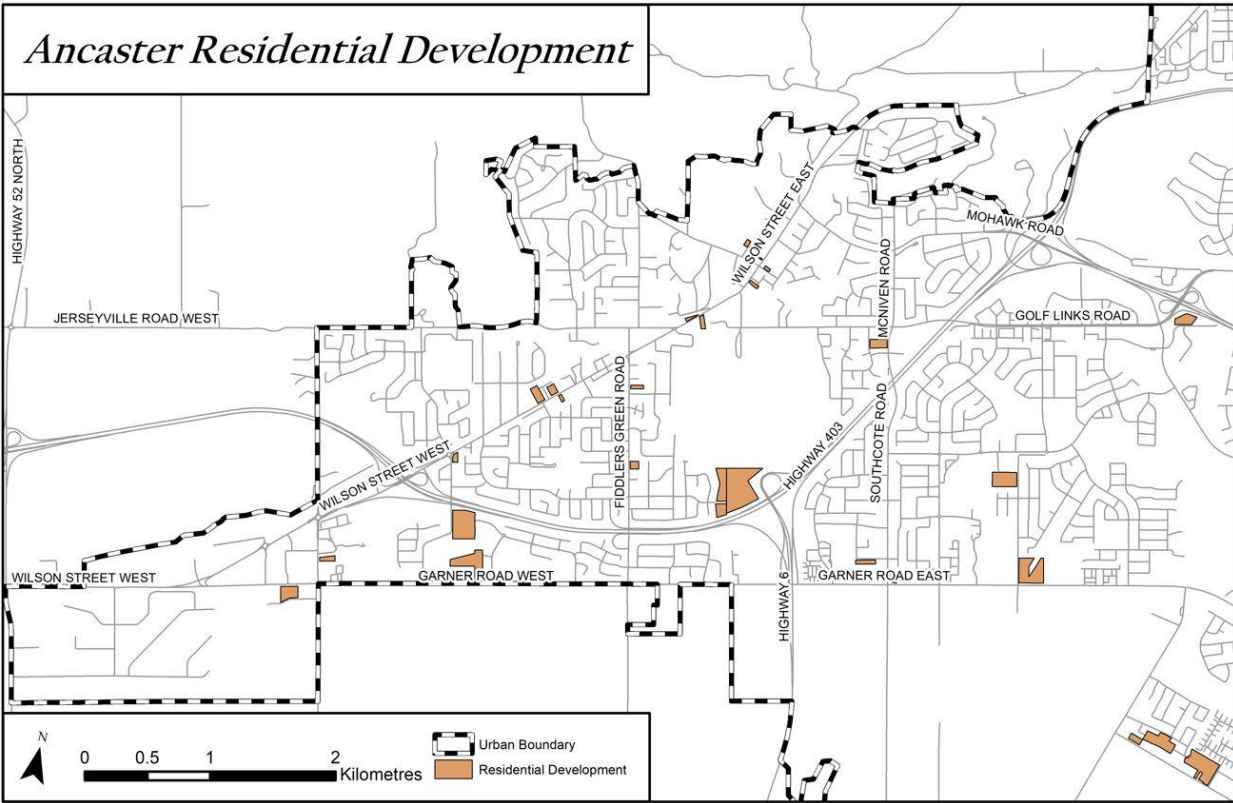 Ancaster Residential Development
HIGHWAY 52 NORTH
WILSON STREET EAST
MOHAWK ROAD
MCNIVEN ROAD
JERSEYVILLE ROAD WEST
GOLF LINKS ROAD
FIDDLERS GREEN ROAD
SOUTHCOTE ROAD
HIGHWAY 403
WILSON STREET WEST
WILSON STREET WEST
GARNER ROAD WEST
GARNER ROAD EAST
HIGHWAY 6
N
0 0.5 1 2
Kilometres
Urban Boundary
Residential Development